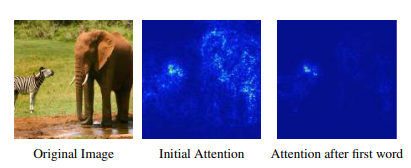 Original Image
Initial Attention
Attention after first word